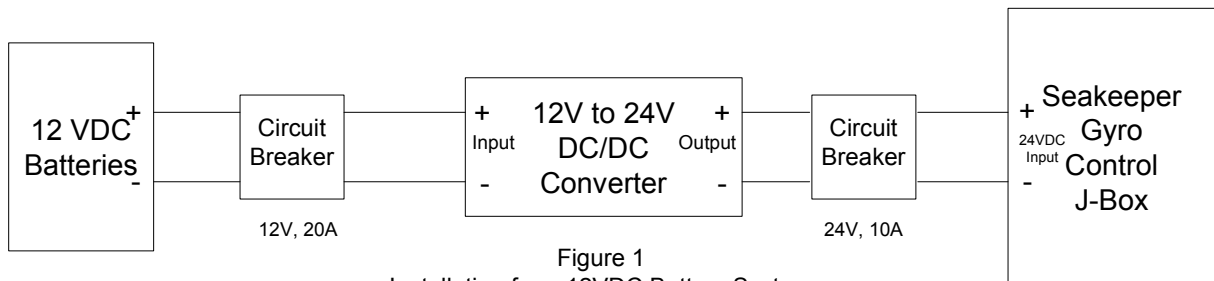 12 VDC
Batteries
+
-
Circuit
Breaker
12V, 20A
+
Input
-
12V to 24V
DC/DC
Converter
+
Output
-
Circuit
Breaker
24V, 10A
+
24VDC
Input
-
Seakeeper
Gyro
Control
J-Box
Figure 1